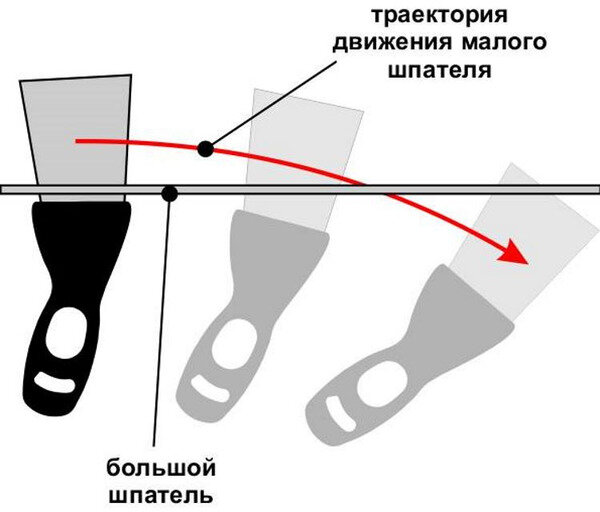 траектория
движения малого
шпателя
большой
шпатель